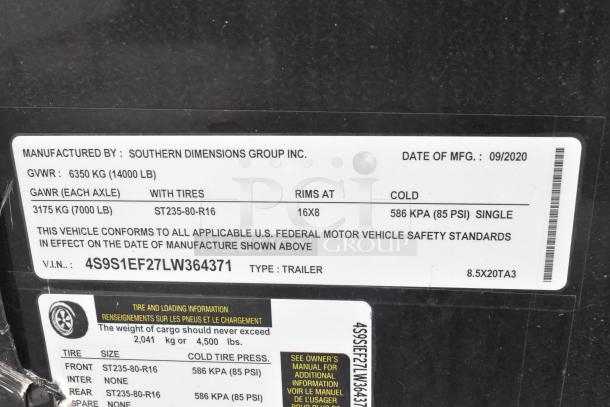 MANUFACTURED BY : SOUTHERN DIMENSIONS GROUP INC. DATE OF MFG. : 09/2020
GVWR : 6350 KG (14000 LB)
GAWR (EACH AXLE) WITH TIRES RIMS AT COLD
3175 KG (7000 LB) ST235-80-R16 16X8 586 KPA (85 PSI) SINGLE
THIS VEHICLE CONFORMS TO ALL APPLICABLE U.S. FEDERAL MOTOR VEHICLE SAFETY STANDARDS
IN EFFECT ON THE DATE OF MANUFACTURE SHOWN ABOVE
V.I.N.. : 4S9S1EF27LW364371 TYPE : TRAILER 8.5X20TA3
PCI
GROUP
TIRE AND LOADING INFORMATION
RENSEIGNEMENTS SUR LES PNEUS ET LE CHARGEMENT
The weight of cargo should never exceed
2,041 kg or 4,500 lbs.
TIRE SIZE COLD TIRE PRESS.
FRONT ST235-80-R16 586 KPA (85 PSI)
INTER NONE
REAR ST235-80-R16 586 KPA (85 PSI)
SPARE NONE
SEE OWNER'S
MANUAL FOR
ADDITIONAL
INFORMATION
VOIR LE MANUEL
DE L'USAGER
4S9S1EF27LW36437